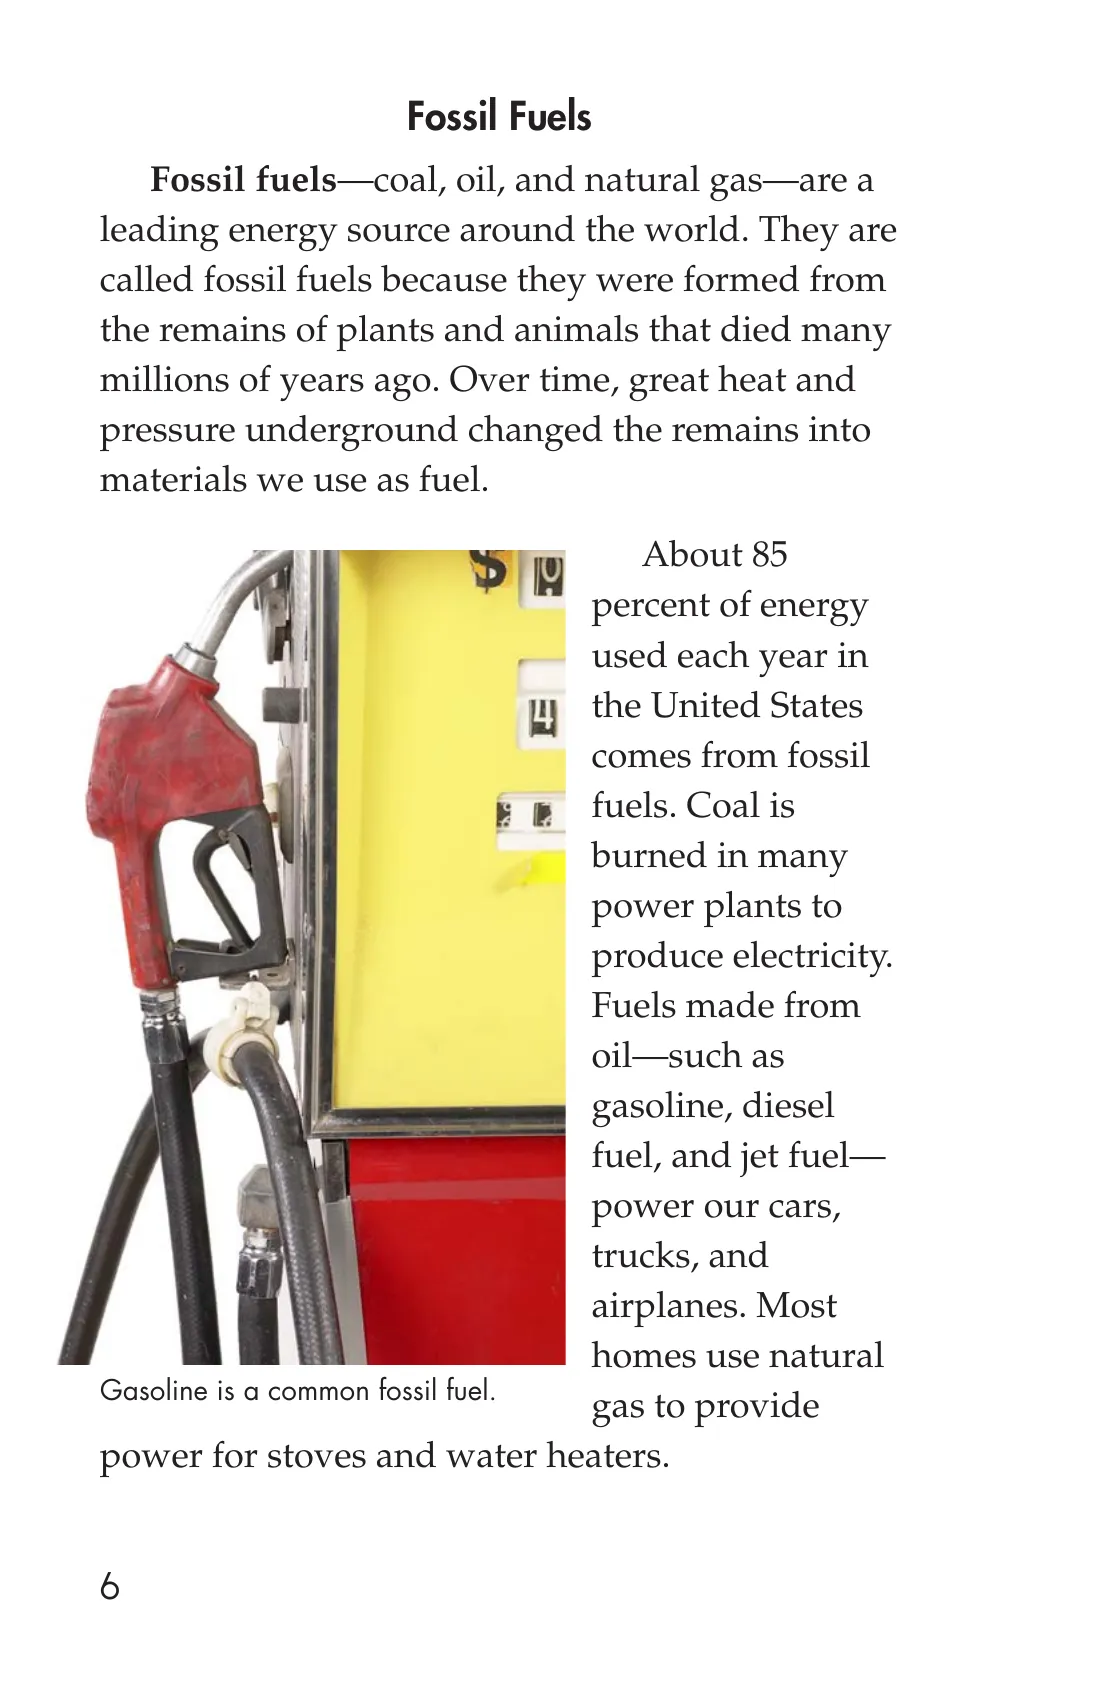 Fossil Fuels
Fossil fuels—coal, oil, and natural gas—are a
leading energy source around the world. They are
called fossil fuels because they were formed from
the remains of plants and animals that died many
millions of years ago. Over time, great heat and
pressure underground changed the remains into
materials we use as fuel.
$ 0
4
About 85
percent of energy
used each year in
the United States
comes from fossil
fuels. Coal is
burned in many
power plants to
produce electricity.
Fuels made from
oil—such as
gasoline, diesel
fuel, and jet fuel—
power our cars,
trucks, and
airplanes. Most
homes use natural
gas to provide
power for stoves and water heaters.
Gasoline is a common fossil fuel.
6